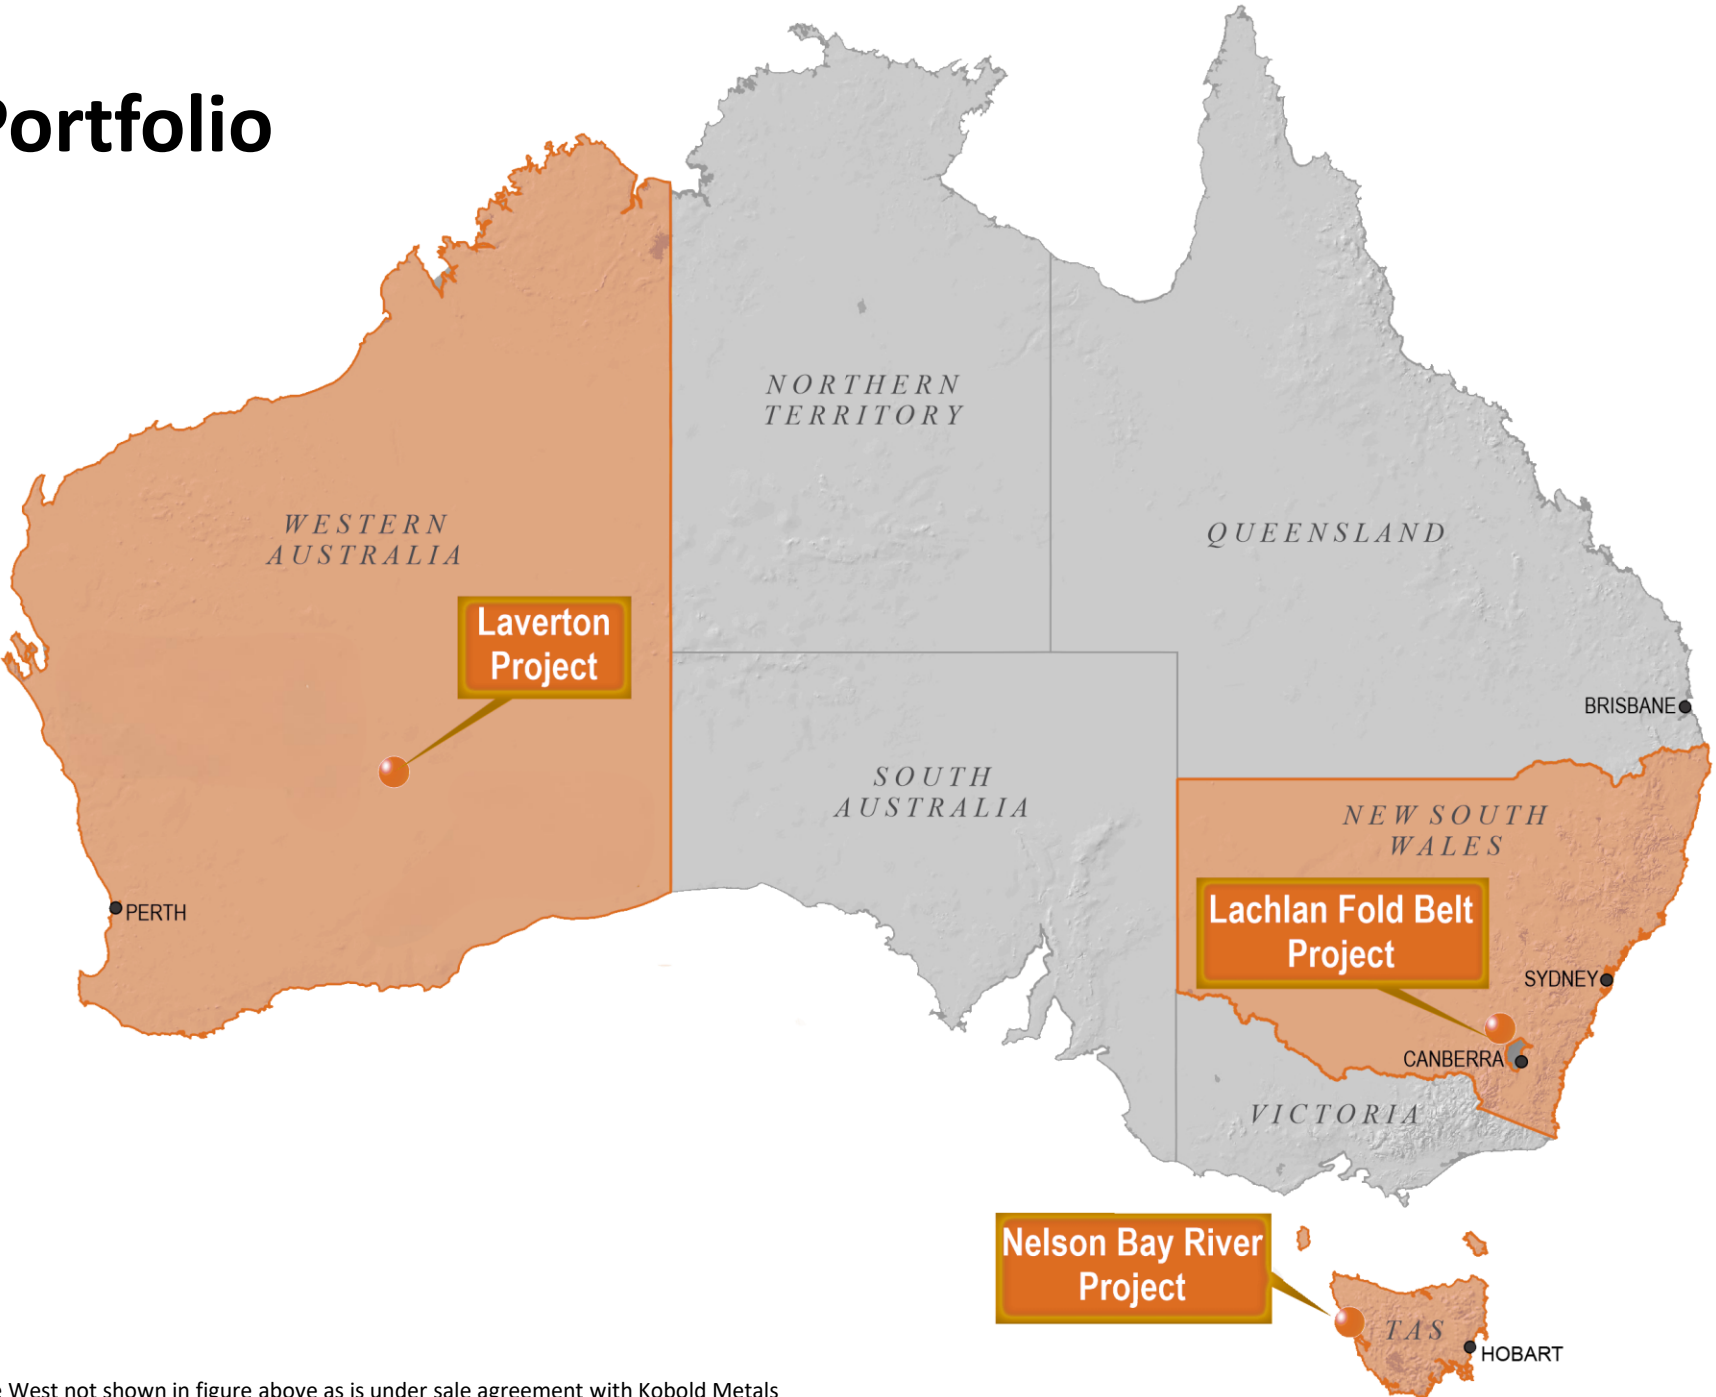 Portfolio
NORTHERN
TERRITORY
WESTERN
AUSTRALIA
QUEENSLAND
Laverton
Project
BRISBANE
SOUTH
AUSTRALIA
NEW SOUTH
WALES
Lachlan Fold Belt
Project
PERTH
SYDNEY
CANBERRA
VICTORIA
Nelson Bay River
Project
TAS
HOBART
West not shown in figure above as is under sale agreement with Kobold Metals